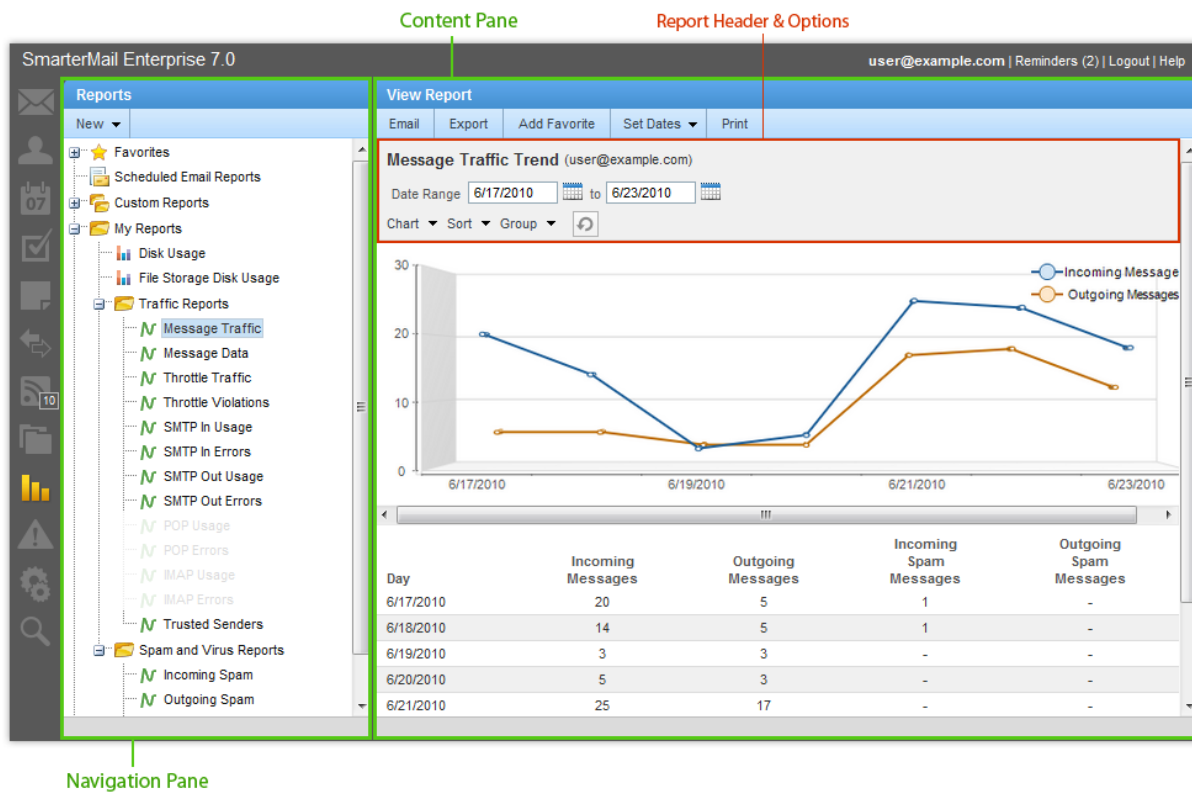 Content Pane
Report Header & Options
SmarterMail Enterprise 7.0
user@example.com | Reminders (2) | Logout | Help
07
10
Reports
New
Favorites
Scheduled Email Reports
Custom Reports
My Reports
Disk Usage
File Storage Disk Usage
Traffic Reports
Message Traffic
Message Data
Throttle Traffic
Throttle Violations
SMTP In Usage
SMTP In Errors
SMTP Out Usage
SMTP Out Errors
POP Usage
POP Errors
IMAP Usage
IMAP Errors
Trusted Senders
Spam and Virus Reports
Incoming Spam
Outgoing Spam
View Report
Email Export Add Favorite Set Dates Print
Message Traffic Trend (user@example.com)
Date Range 6/17/2010 to 6/23/2010
Chart Sort Group
30
20
10
0
Incoming Message
Outgoing Messages
6/17/2010 6/19/2010 6/21/2010 6/23/2010
Day Incoming Messages Outgoing Messages Incoming Spam Messages Outgoing Spam Messages
6/17/2010 20 5 1 -
6/18/2010 14 5 1 -
6/19/2010 3 3 - -
6/20/2010 5 3 - -
6/21/2010 25 17 - -
Navigation Pane